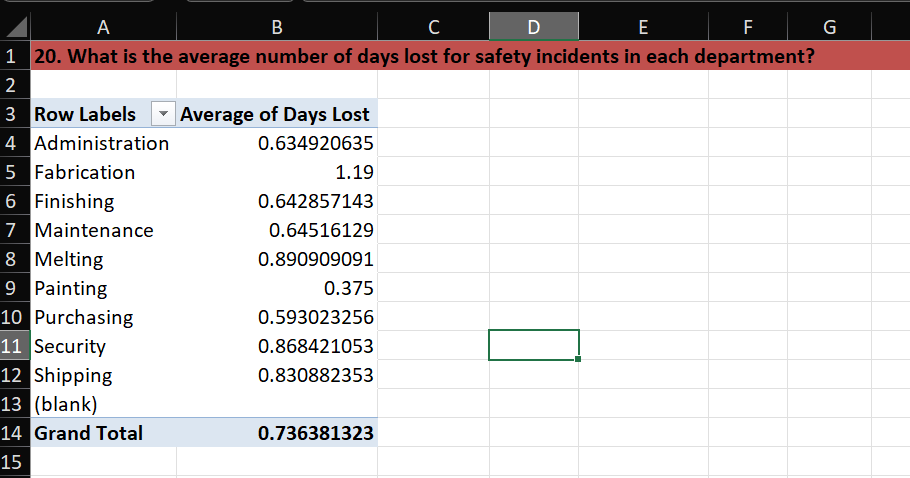 A B C D E F G
1 20. What is the average number of days lost for safety incidents in each department?
2
3 Row Labels Average of Days Lost
4 Administration 0.634920635
5 Fabrication 1.19
6 Finishing 0.642857143
7 Maintenance 0.64516129
8 Melting 0.890909091
9 Painting 0.375
10 Purchasing 0.593023256
11 Security 0.868421053
12 Shipping 0.830882353
13 (blank)
14 Grand Total 0.736381323
15